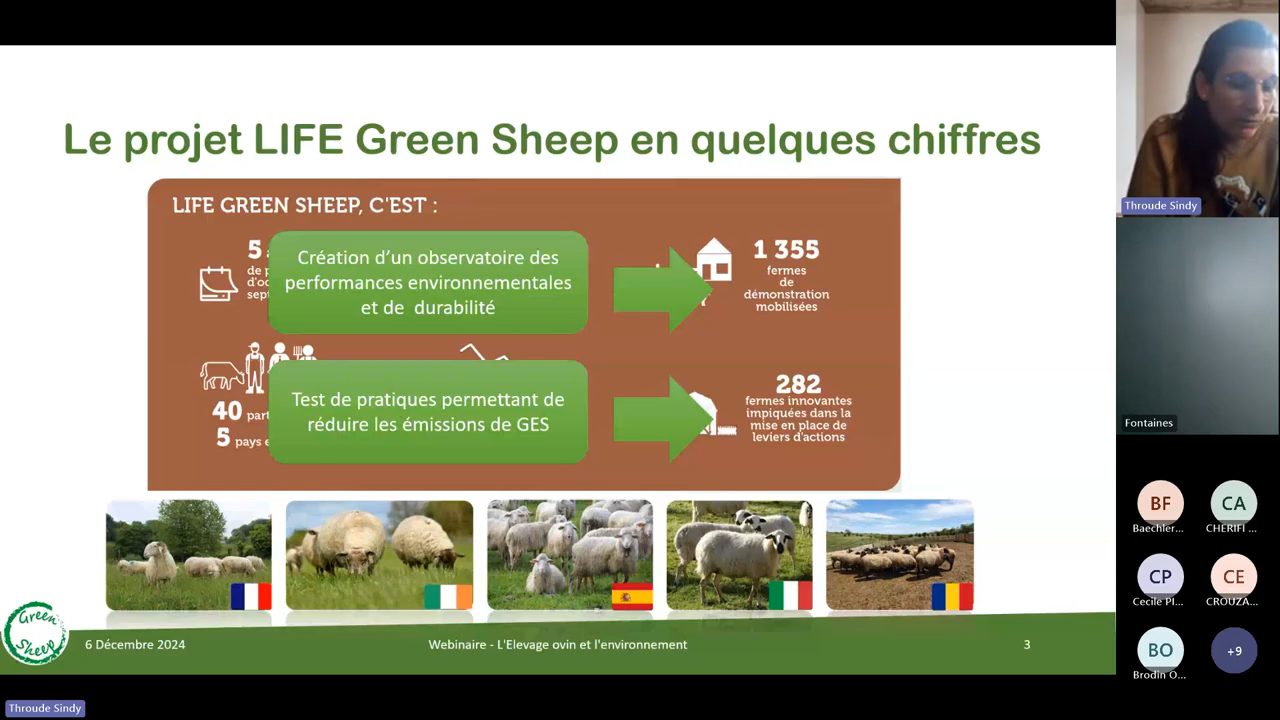 Le projet LIFE Green Sheep en quelques chiffres
LIFE GREEN SHEEP, C'EST :
5
de p
d'oc
sept
Création d'un observatoire des
performances environnementales
et de durabilité
1 355
fermes
de
démonstration
mobilisées
40 part
5 pays e
Test de pratiques permettant de
réduire les émissions de GES
282
fermes innovantes
impiquées dans la
mise en place de
leviers d'actions
Green
Sheep
6 Décembre 2024
Webinaire - L'Elevage ovin et l'environnement
3
Throude Sindy
Throude Sindy
Fontaines
BF
Baechler...
CA
CHERIFI ...
CP
Cecile PI...
CE
CROUZA...
BO
Brodin O...
+9